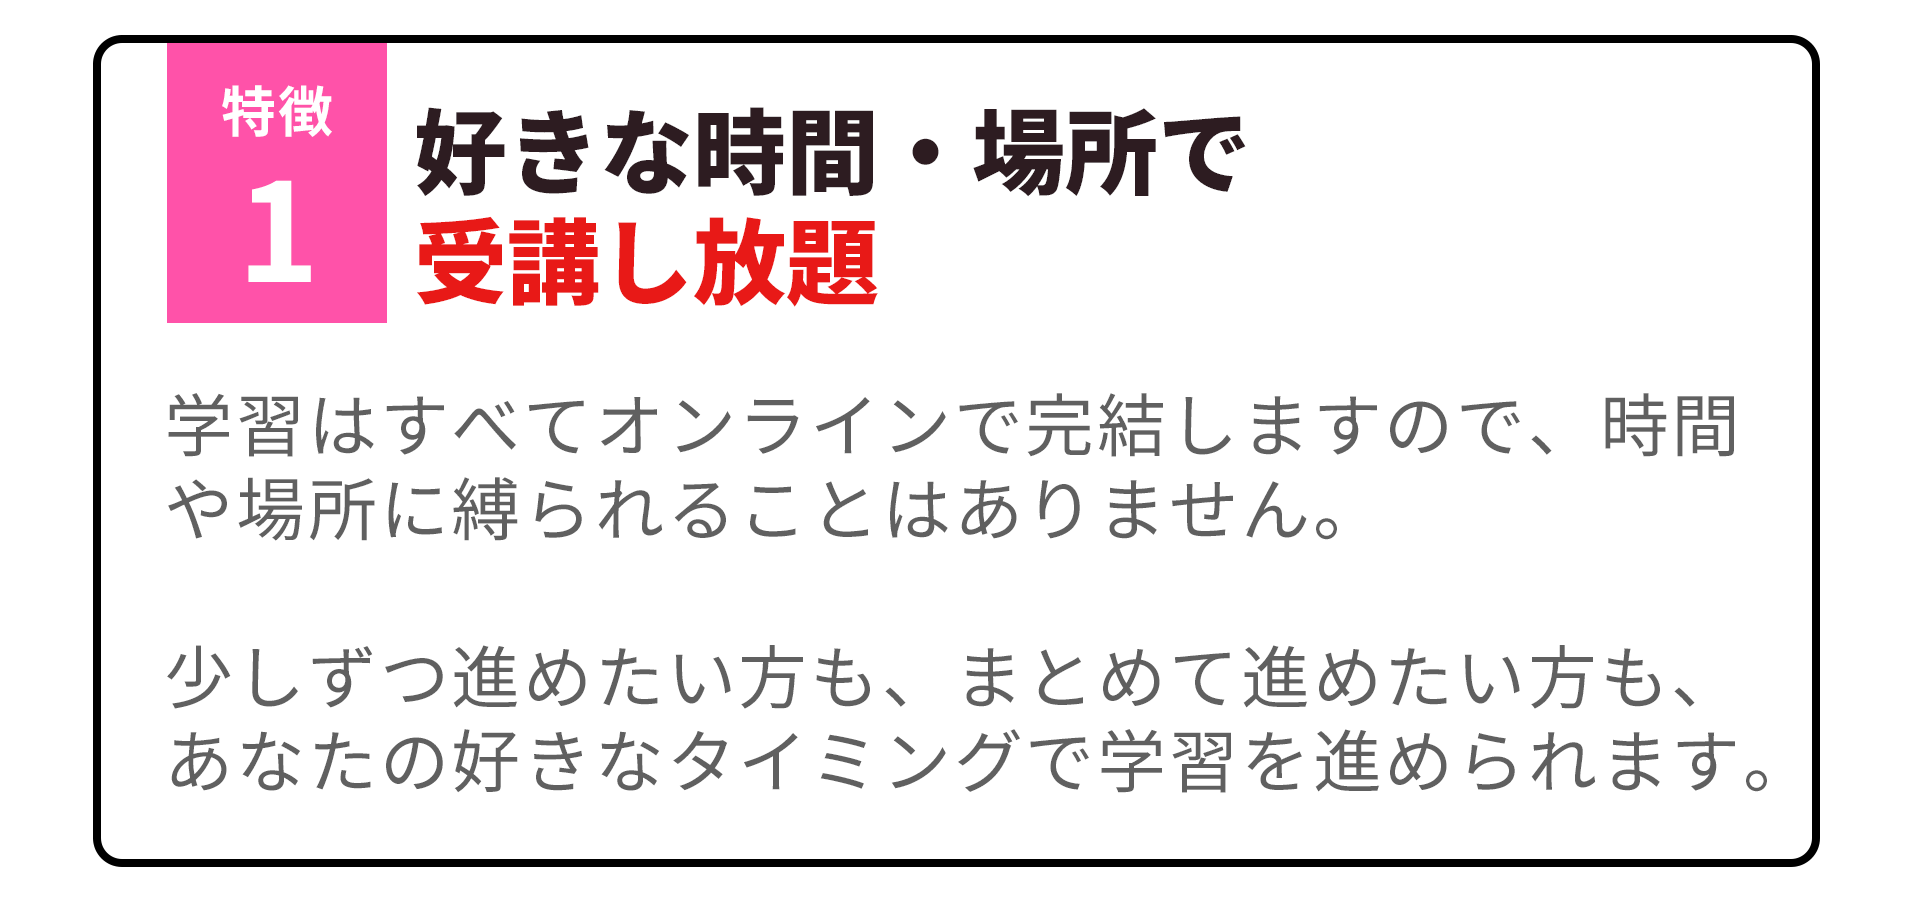 特徴
1
好きな時間・場所で
受講し放題
学習はすべてオンラインで完結しますので、時間
や場所に縛られることはありません。
少しずつ進めたい方も、まとめて進めたい方も、
あなたの好きなタイミングで学習を進められます。